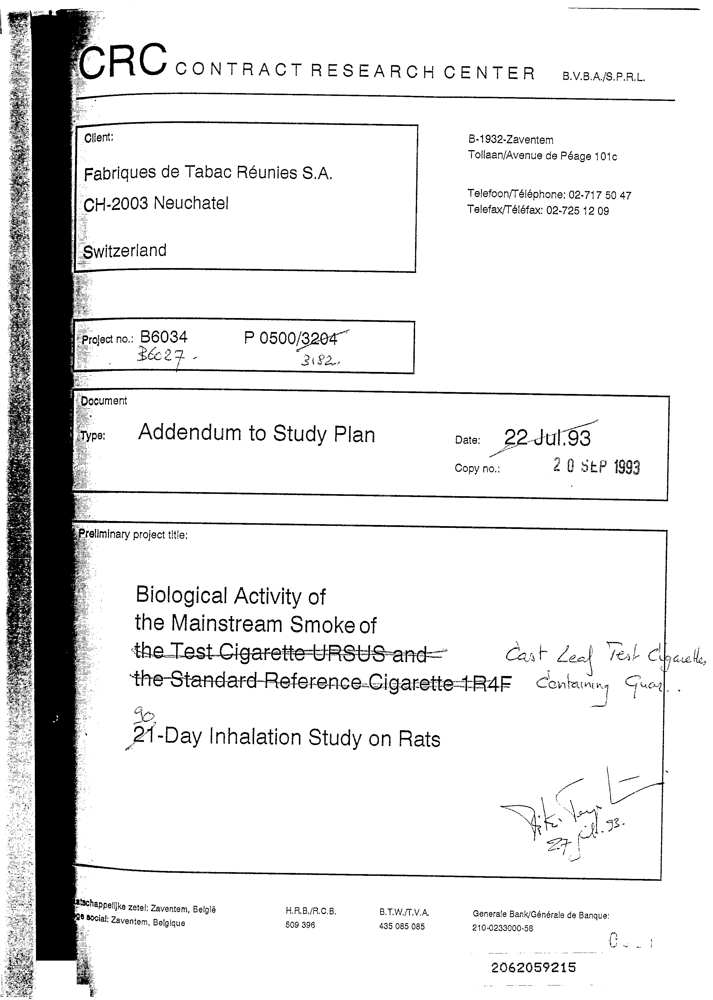 CRC CONTRACT RESEARCH CENTER B.V.B.A./S.P.R.L.
Client:
Fabriques de Tabac Réunies S.A.
CH-2003 Neuchatel
Switzerland
B-1932-Zaventem
Tollaan/Avenue de Péage 101c
Telefoon/Téléphone: 02-717 50 47
Telefax/Téléfax: 02-725 12 09
Project no.: B6034 P 0500/3204
B6027. 3182.
Document
Type: Addendum to Study Plan
Date: 22 Jul.93
Copy no.: 20 SEP 1993
Preliminary project title:
Biological Activity of
the Mainstream Smoke of
the Test Cigarette URSUS and Cast Leaf Test Cigarettes
the Standard Reference Cigarette 1R4F Containing Guar.
90
21-Day Inhalation Study on Rats
27 93.
atschappelijke zetel: Zaventem, België
ge social: Zaventem, Belgique
H.R.B./R.C.B.
509 396
B.T.W./T.V.A.
435 085 085
Generale Bank/Générale de Banque:
210-0233000-58
2062059215